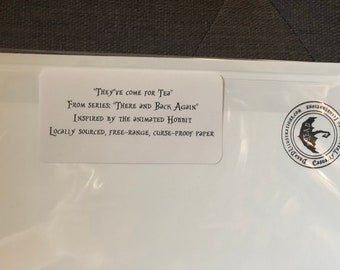 "They've come for Tea"
From series: "There and Back Again"
Inspired by the animated Hobbit
Locally sourced, free-range, curse-proof paper